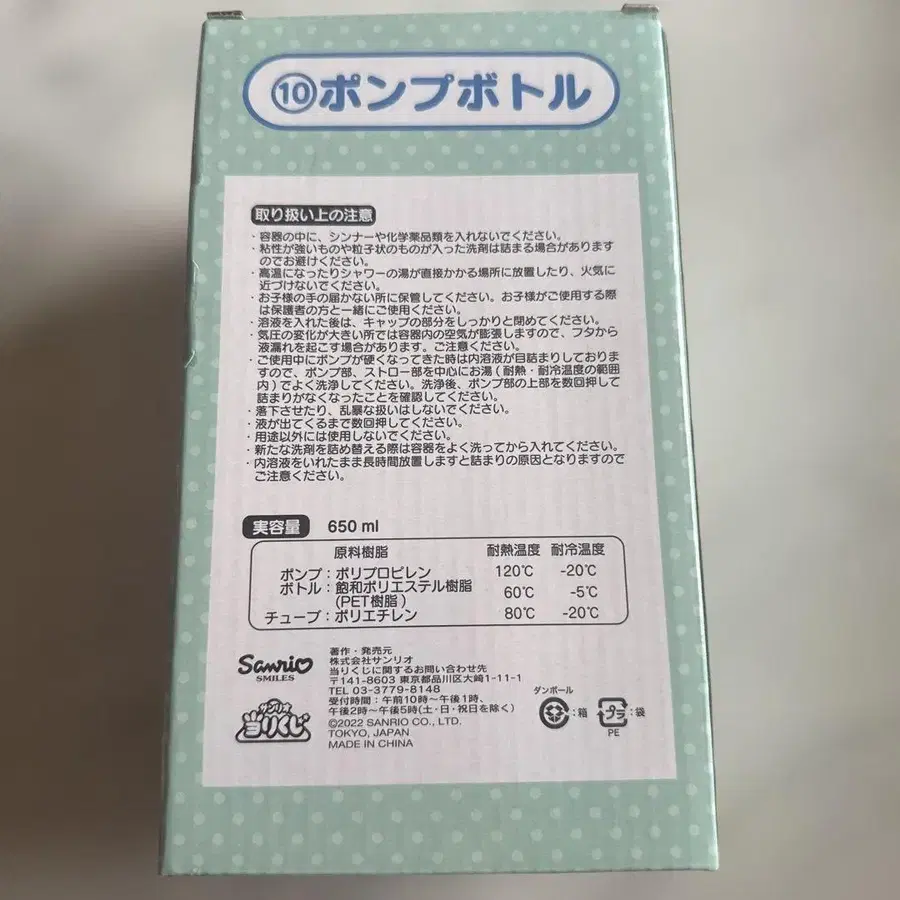 ⑩ポンプボトル
取り扱い上の注意
・容器の中に、シンナーや化学薬品類を入れないでください。
・粘性が強いものや粒子状のものが入った洗剤は詰まる場合があります
のでお避けください。
・高温になったりシャワーの湯が直接かかる場所に放置したり、火気に
近づけないでください。
・お子様の手の届かない所に保管してください。お子様がご使用する際
は保護者の方と一緒にご使用ください。
・溶液を入れた後は、キャップの部分をしっかりと閉めてください。
・気圧の変化が大きい所では容器内の空気が膨張しますので、フタから
液漏れを起こす場合があります。ご注意ください。
・ご使用中にポンプが硬くなってきた時は内溶液が目詰まりしておりま
すので、ポンプ部、ストロー部を中心にお湯(耐熱・耐冷温度の範囲
内)でよく洗浄してください。洗浄後、ポンプ部の上部を数回押して
詰まりがなくなったことを確認してください。
・落下させたり、乱暴な扱いはしないでください。
・液が出てくるまで数回押してください。
・用途以外には使用しないでください。
・新たな洗剤を詰め替える際は容器をよく洗ってから入れてください。
・内溶液をいれたまま長時間放置しますと詰まりの原因となりますので
ご注意ください。
実容量 650 ml
原料樹脂 耐熱温度 耐冷温度
ポンプ：ポリプロピレン 120℃ -20℃
ボトル：飽和ポリエステル樹脂 60℃ -5℃
(PET樹脂)
チューブ：ポリエチレン 80℃ -20℃
Sanrio
SMILES
サンリオ
当りくじ
著作・発売元
株式会社サンリオ
当りくじに関するお問い合わせ先
〒141-8603 東京都品川区大崎1-11-1
TEL 03-3779-8148
受付時間：午前10時～午後1時、
午後2時～午後5時(土・日・祝日を除く)
©2022 SANRIO CO., LTD.
TOKYO, JAPAN
MADE IN CHINA
ダンボール
：箱
プラ：袋
PE